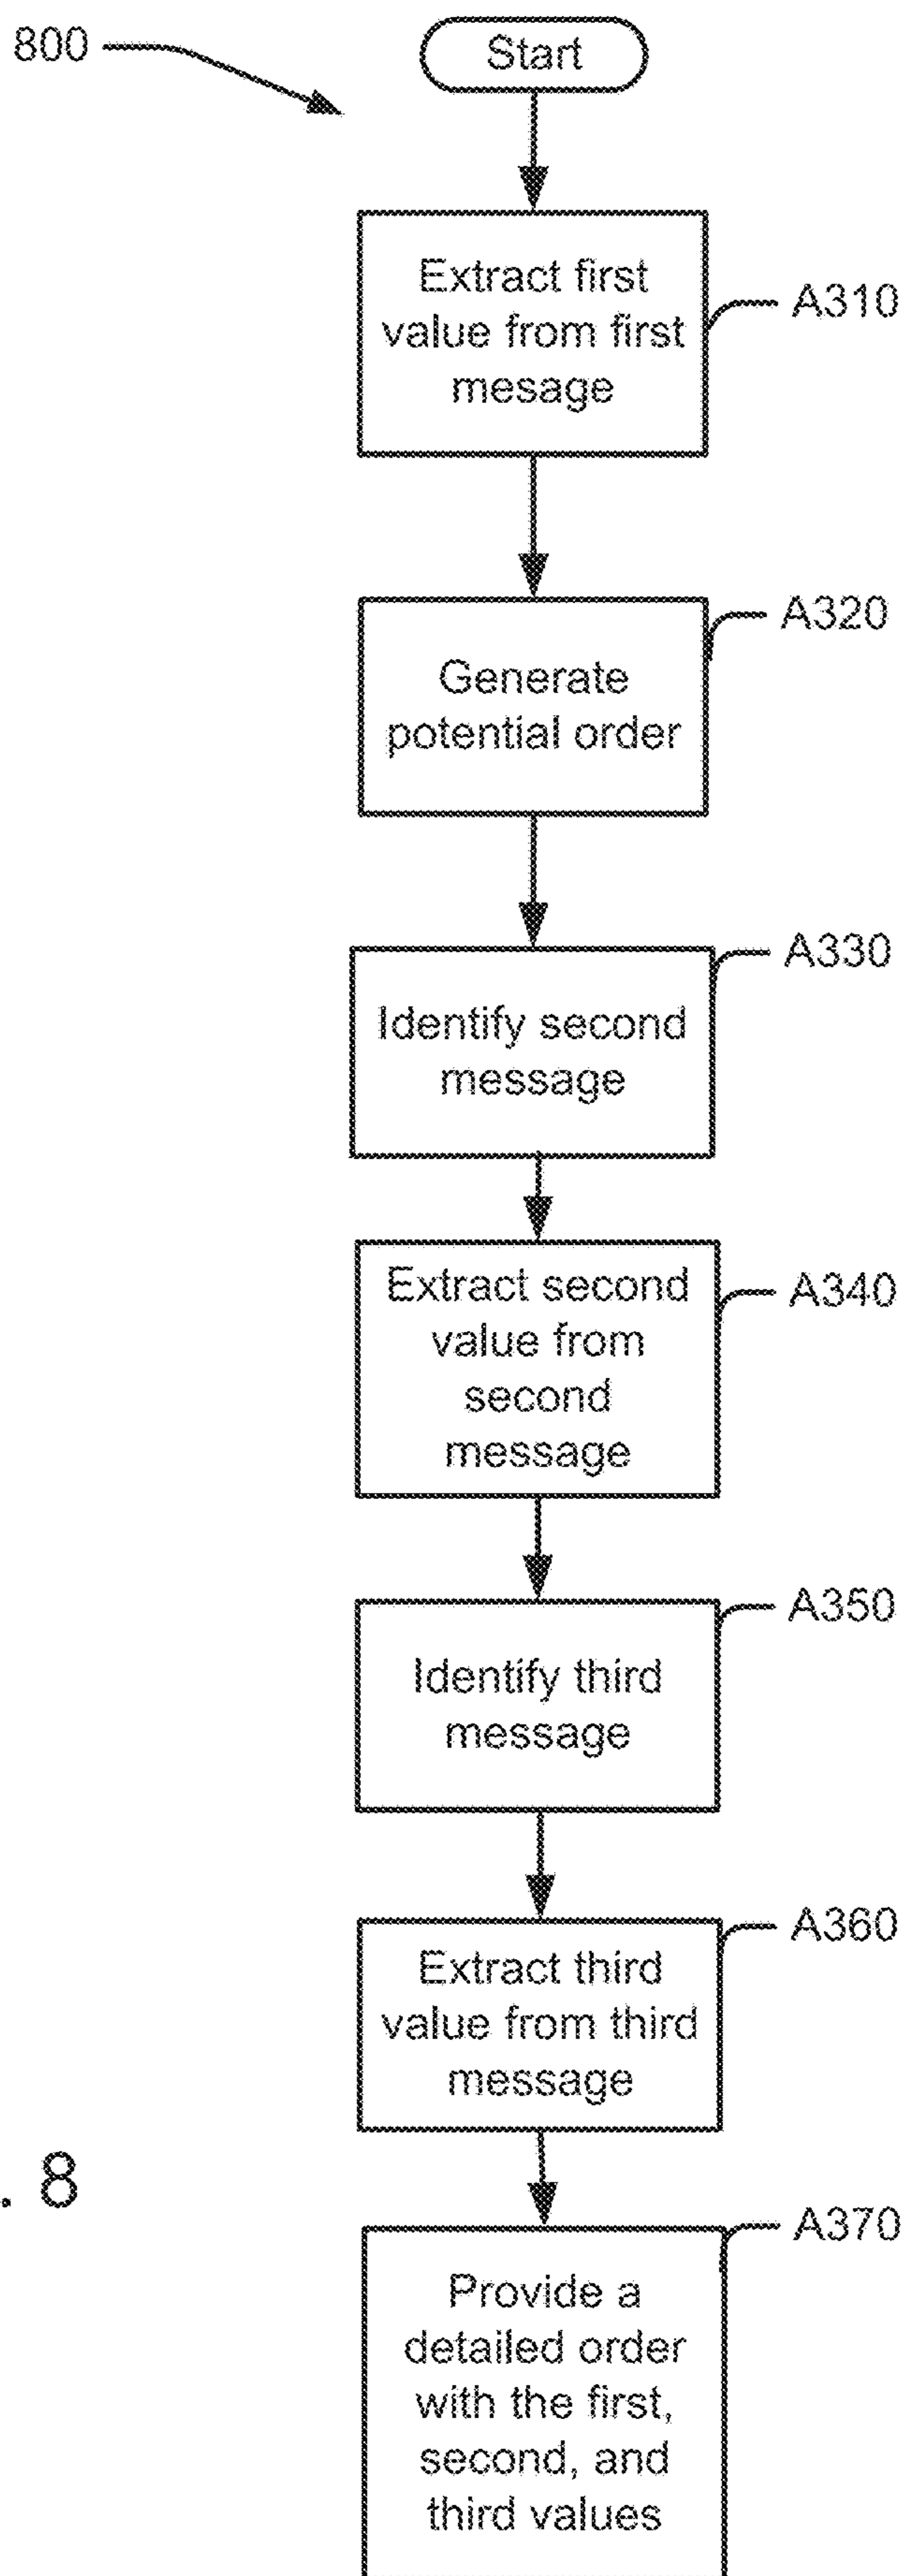 800
Start
Extract first
value from first
mesage
A310
Generate
potential order
A320
Identify second
message
A330
Extract second
value from
second
message
A340
Identify third
message
A350
Extract third
value from third
message
A360
. 8
Provide a
detailed order
with the first,
second, and
third values
A370